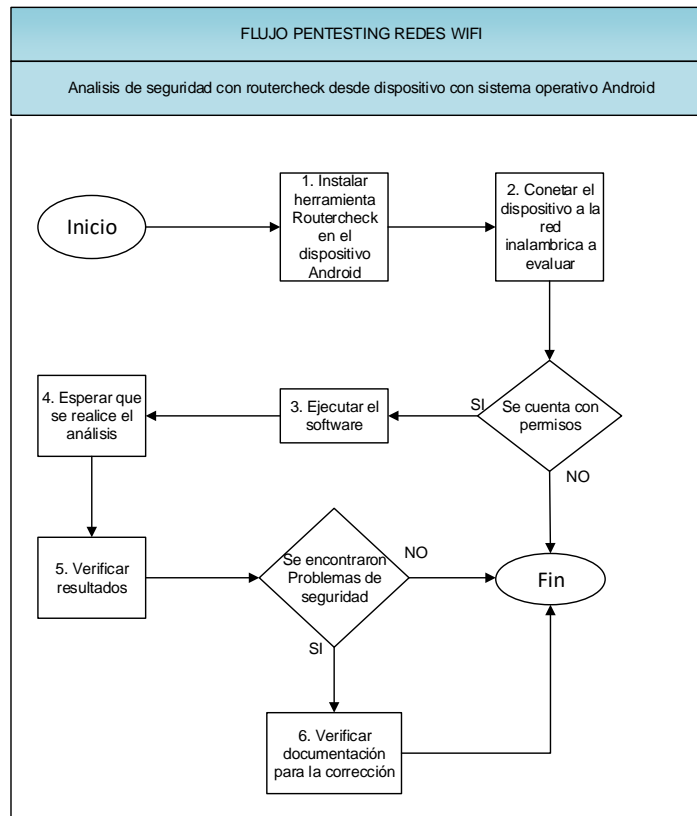 FLUJO PENTESTING REDES WIFI
Analisis de seguridad con routercheck desde dispositivo con sistema operativo Android
Inicio
1. Instalar
herramienta
Routercheck
en el
dispositivo
Android
2. Conetar el
dispositivo a la
red
inalambrica a
evaluar
Se cuenta con
permisos
SI
NO
3. Ejecutar el
software
4. Esperar que
se realice el
análisis
5. Verificar
resultados
Se encontraron
Problemas de
seguridad
NO
SI
Fin
6. Verificar
documentación
para la corrección